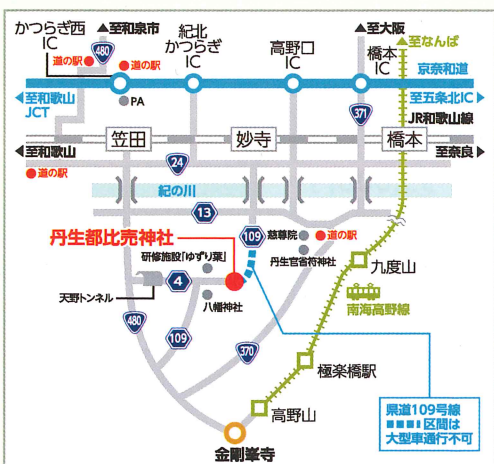 かつらぎ西
IC
▲至和泉市
480
道の駅
道の駅
紀北
かつらぎ
IC
高野口
IC
▲至大阪
橋本
IC
▲至なんば
京奈和道
◀至和歌山
JCT
PA
371
至五条北IC▶
JR和歌山線
笠田
妙寺
橋本
◀至和歌山
至奈良▶
道の駅
24
紀の川
13
丹生都比売神社
109
慈尊院
道の駅
丹生官省符神社
研修施設「ゆずり葉」
九度山
天野トンネル
4
八幡神社
南海高野線
480
109
370
極楽橋駅
高野山
県道109号線
区間は
大型車通行不可
金剛峯寺